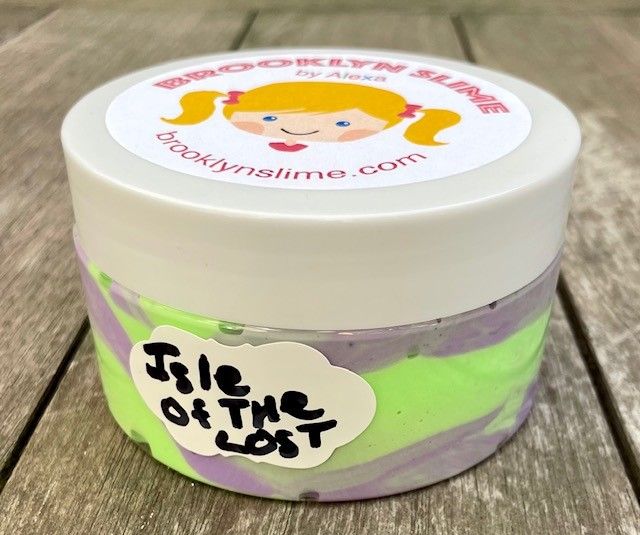 BROOKLYN SLIME
by Alexa
brooklynslime.com
Isle
Of THe
LOST